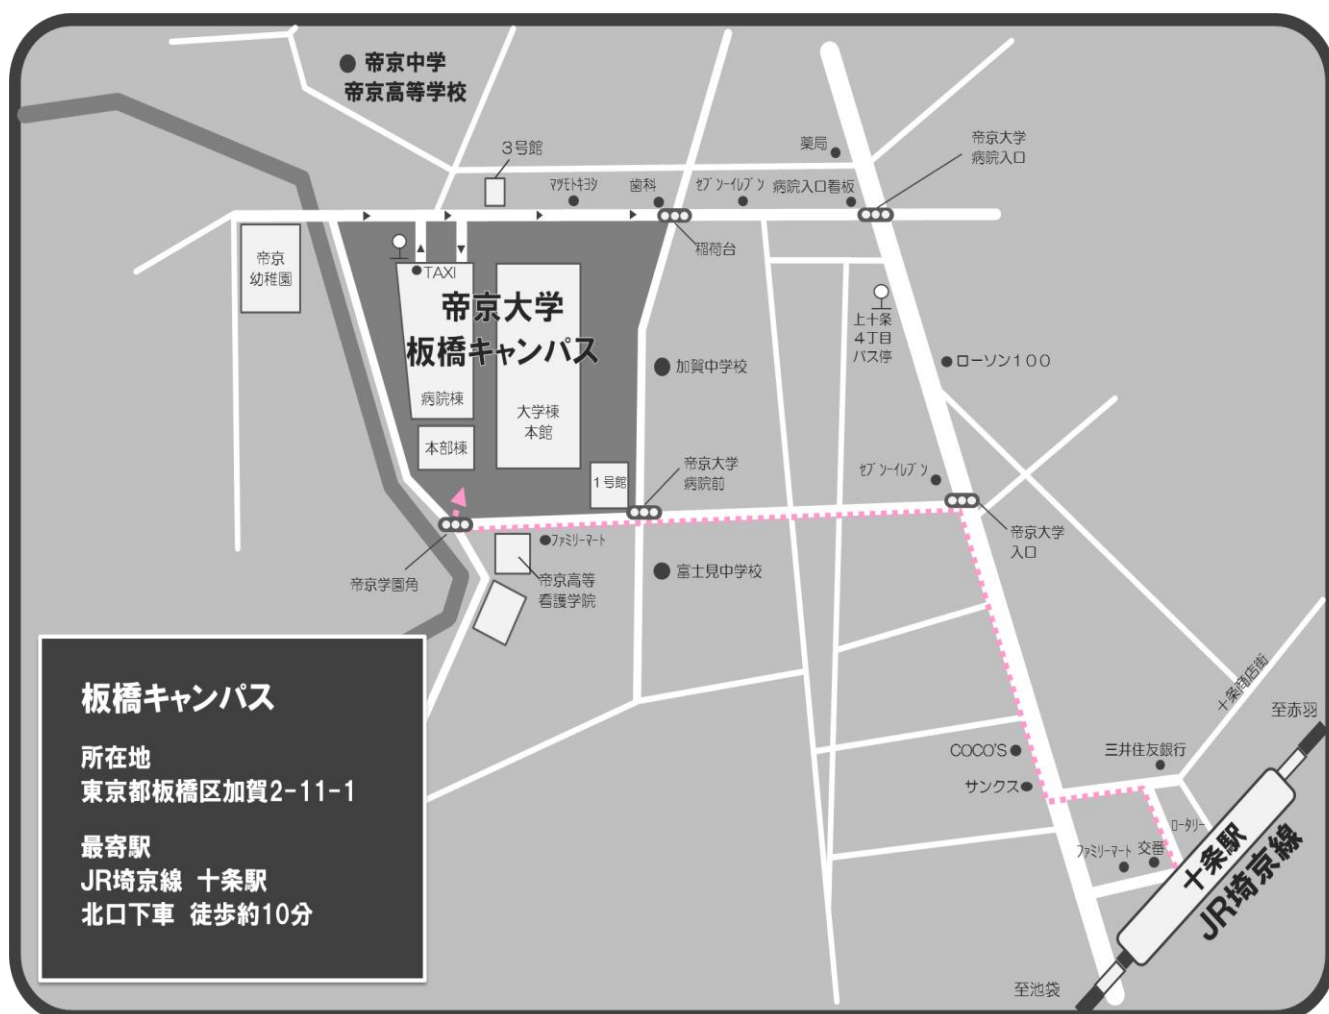 帝京中学
帝京高等学校
3号館
薬局
帝京大学
病院入口
ﾏﾂﾓﾄｷﾖｼ
歯科
ｾﾌﾞﾝｰｲﾚﾌﾞﾝ
病院入口看板
稲荷台
帝京
幼稚園
TAXI
帝京大学
板橋キャンパス
上十条
4丁目
バス停
ローソン100
加賀中学校
病院棟
大学棟
本館
本部棟
1号館
帝京大学
病院前
ｾﾌﾞﾝｰｲﾚﾌﾞﾝ
帝京大学
入口
ﾌｧﾐﾘｰﾏｰﾄ
帝京学園角
帝京高等
看護学院
富士見中学校
十条商店街
至赤羽
COCO'S
三井住友銀行
サンクス
ﾛｰﾀﾘｰ
ﾌｧﾐﾘｰﾏｰﾄ
交番
十条駅
JR埼京線
至池袋
板橋キャンパス
所在地
東京都板橋区加賀2-11-1
最寄駅
JR埼京線 十条駅
北口下車 徒歩約10分